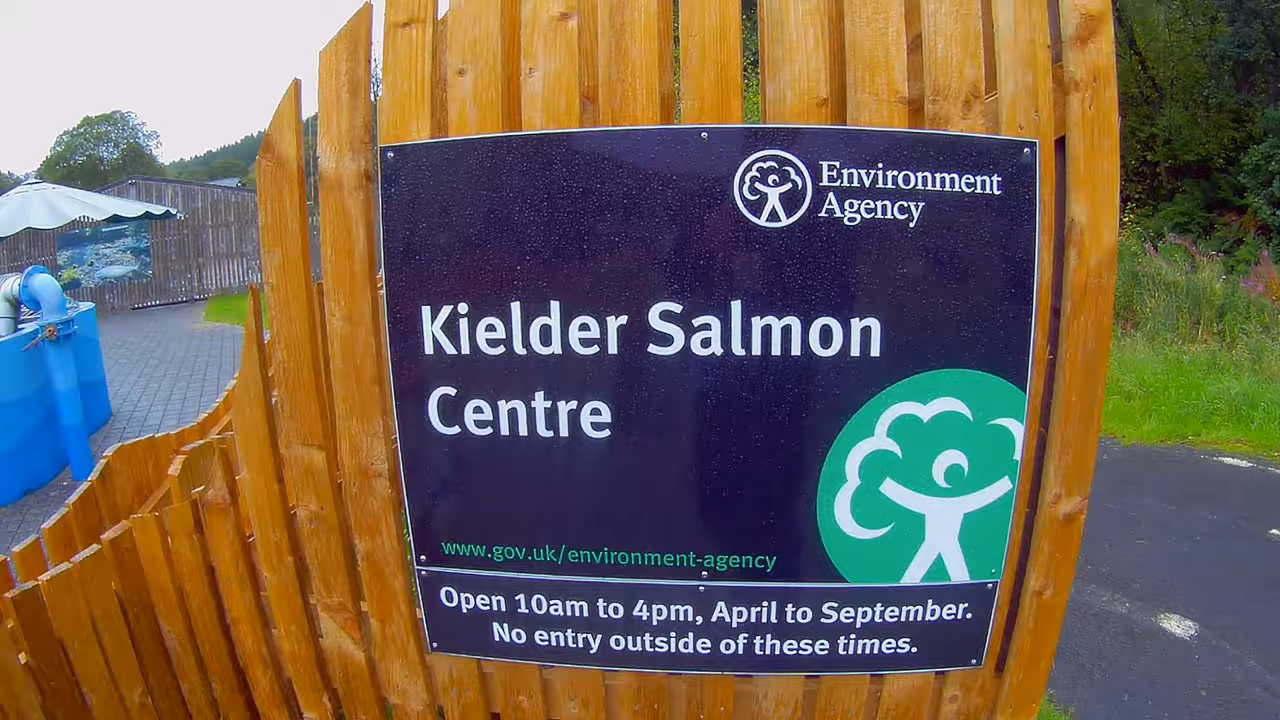 Environment
Agency
Kielder Salmon
Centre
www.gov.uk/environment-agency
Open 10am to 4pm, April to September.
No entry outside of these times.